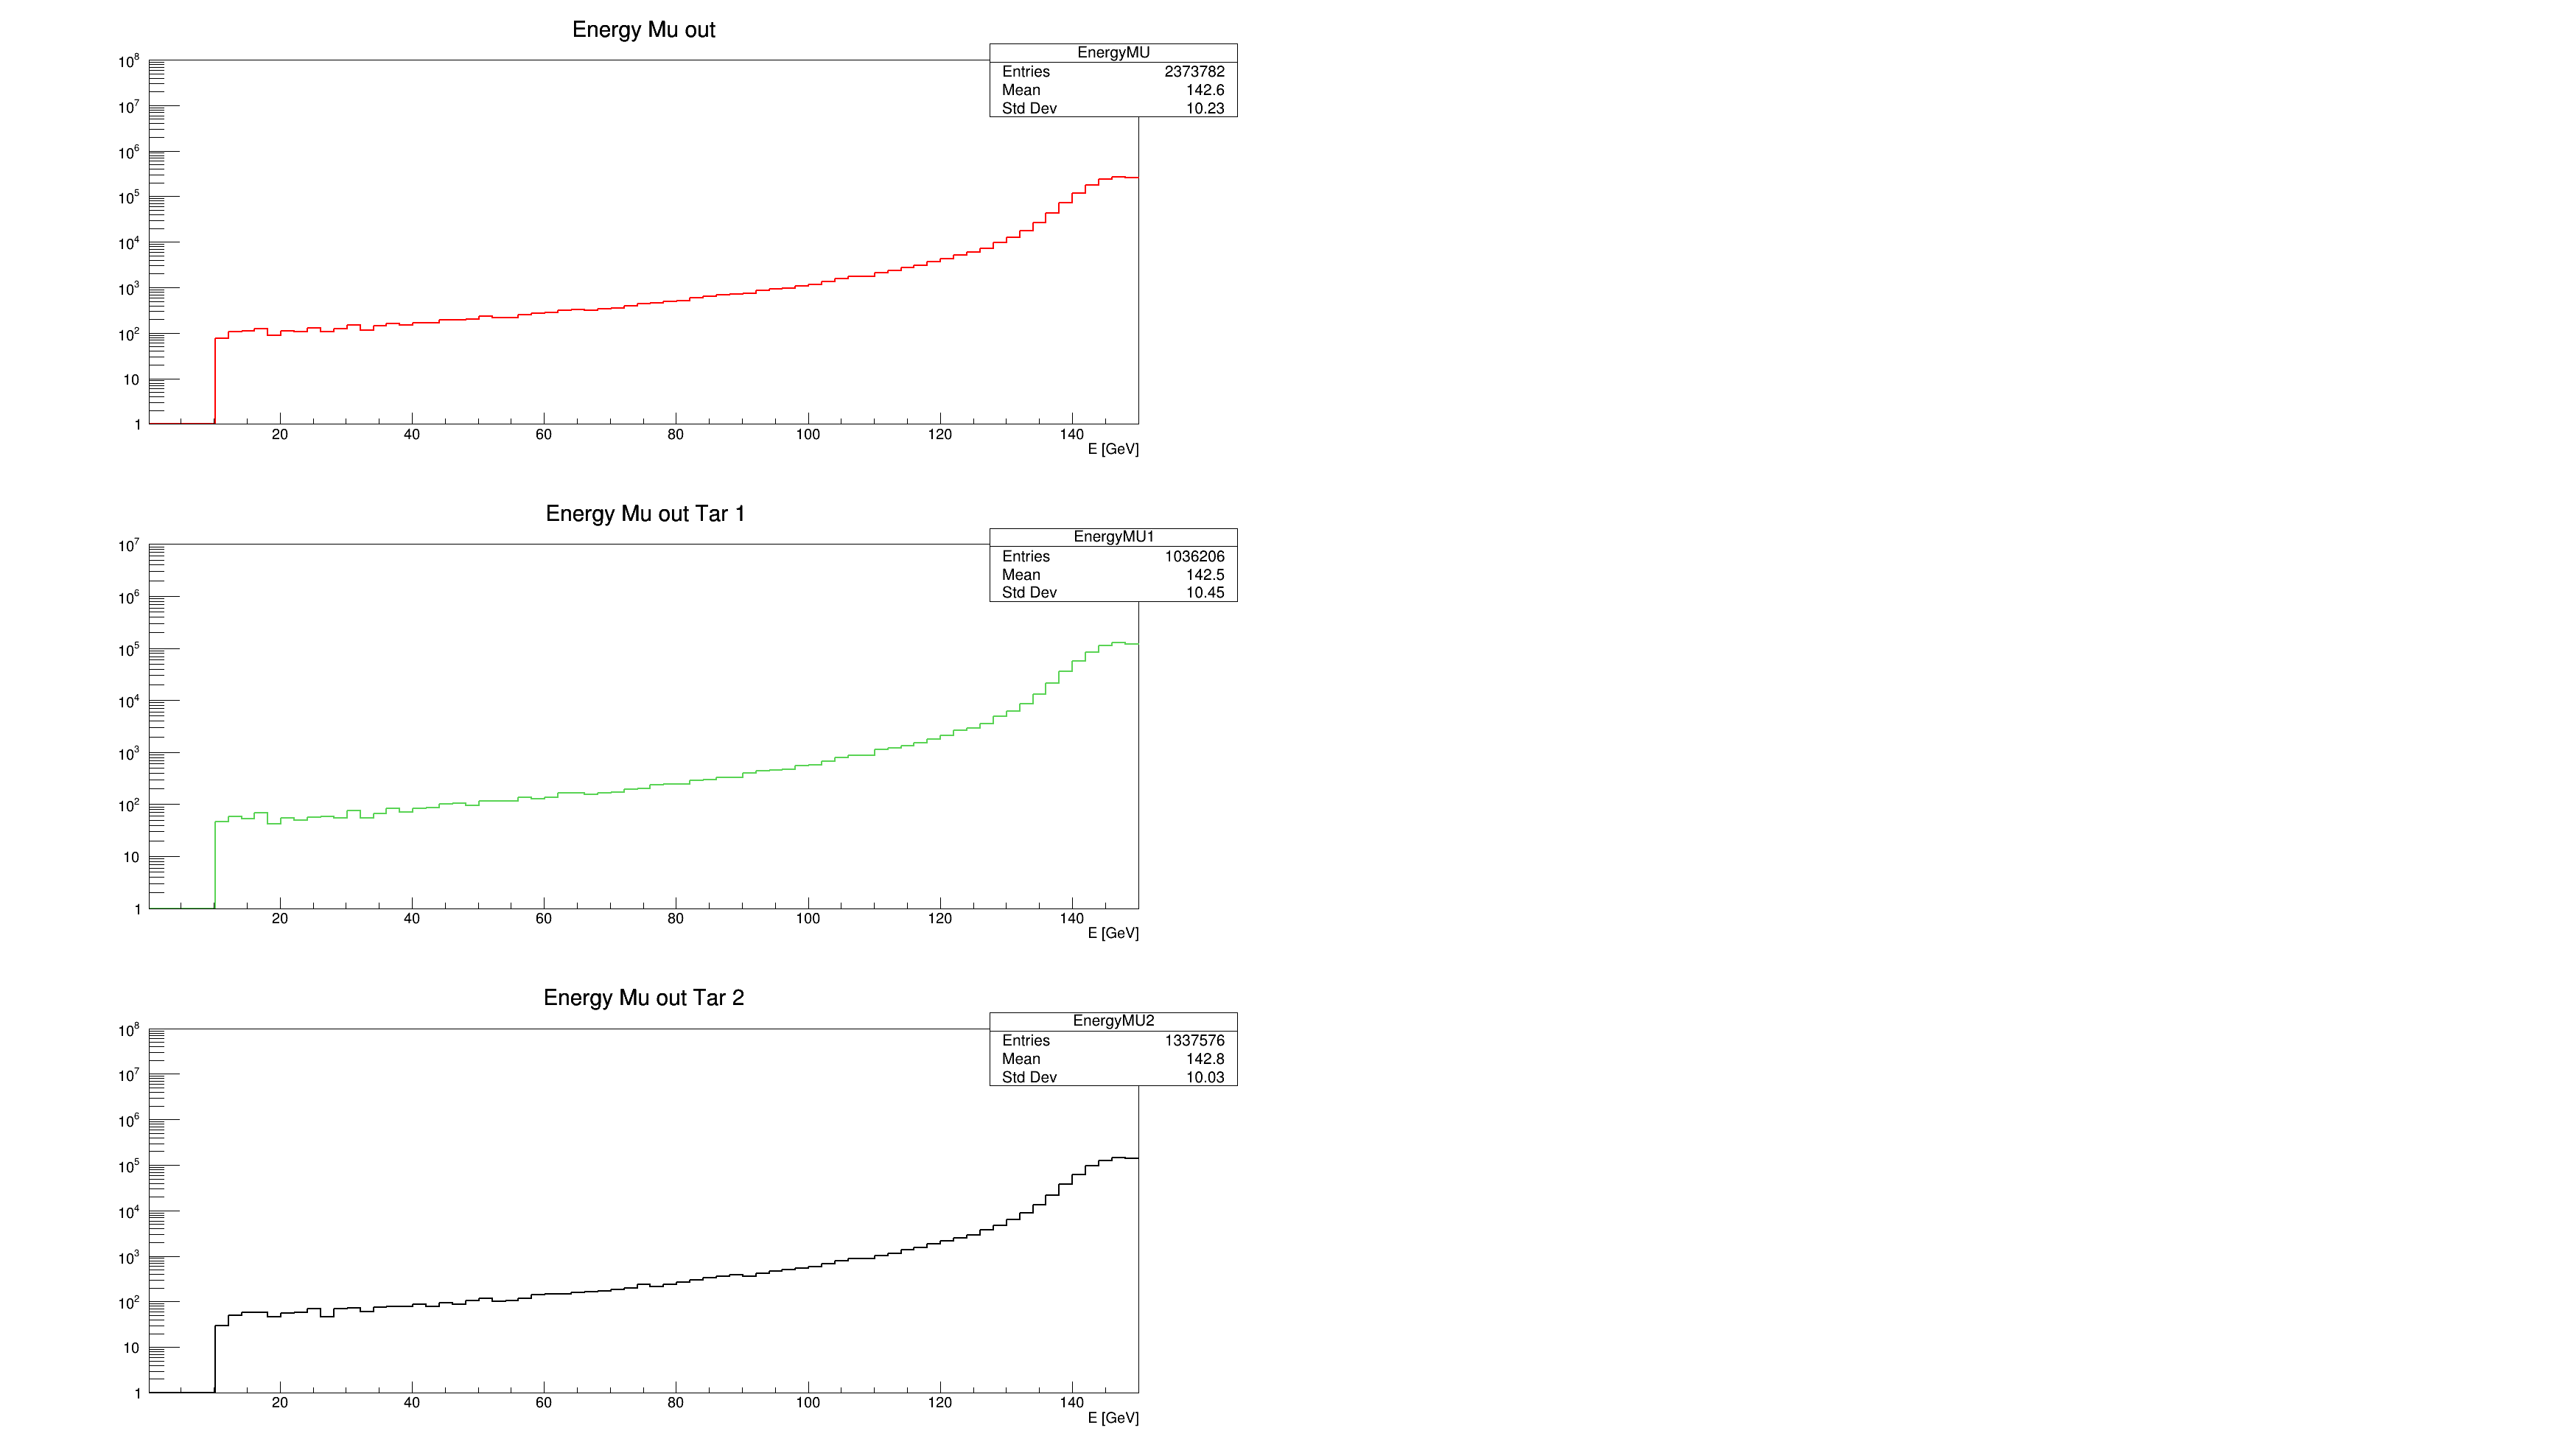 Energy Mu out
EnergyMU
Entries 2373782
Mean 142.6
Std Dev 10.23
10^8
10^7
10^6
10^5
10^4
10^3
10^2
10
1
20 40 60 80 100 120 140
E [GeV]
Energy Mu out Tar 1
EnergyMU1
Entries 1036206
Mean 142.5
Std Dev 10.45
10^7
10^6
10^5
10^4
10^3
10^2
10
1
20 40 60 80 100 120 140
E [GeV]
Energy Mu out Tar 2
EnergyMU2
Entries 1337576
Mean 142.8
Std Dev 10.03
10^8
10^7
10^6
10^5
10^4
10^3
10^2
10
1
20 40 60 80 100 120 140
E [GeV]